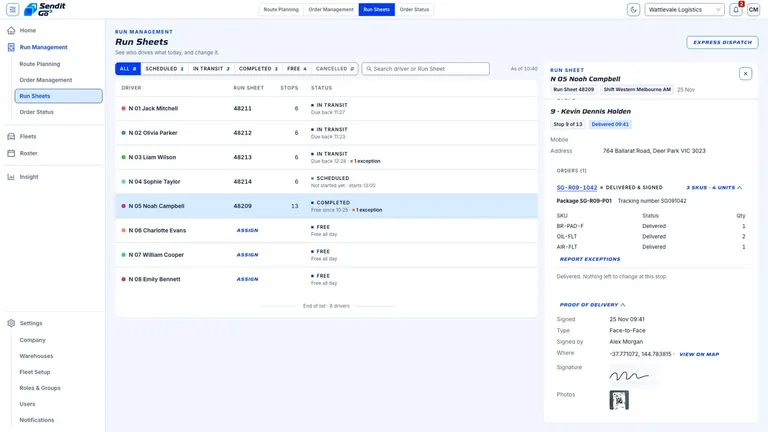 Sendit Go
Route Planning
Order Management
Run Sheets
Order Status
Wattlevale Logistics
2
CM
Home
Run Management
Route Planning
Order Management
Run Sheets
Order Status
Fleets
Roster
Insight
Settings
Company
Warehouses
Fleet Setup
Roles & Groups
Users
Notifications
RUN MANAGEMENT
Run Sheets
See who drives what today, and change it.
EXPRESS DISPATCH
ALL 8
SCHEDULED 1
IN TRANSIT 3
COMPLETED 1
FREE 4
CANCELLED 0
Search driver or Run Sheet
As of 10:40
DRIVER RUN SHEET STOPS STATUS
N 01 Jack Mitchell 48211 6 IN TRANSIT
Due back 11:27
N 02 Olivia Parker 48212 6 IN TRANSIT
Due back 11:23
N 03 Liam Wilson 48213 6 IN TRANSIT
Due back 12:28 · 1 exception
N 04 Sophie Taylor 48214 6 SCHEDULED
Not started yet · starts 13:00
N 05 Noah Campbell 48209 13 COMPLETED
Free since 10:25 · 1 exception
N 06 Charlotte Evans ASSIGN FREE
Free all day
N 07 William Cooper ASSIGN FREE
Free all day
N 08 Emily Bennett ASSIGN FREE
Free all day
End of list · 8 drivers
RUN SHEET
N 05 Noah Campbell
Run Sheet 48209 Shift Western Melbourne AM 25 Nov
9 · Kevin Dennis Holden
Stop 9 of 13 Delivered 09:41
Mobile
Address 764 Ballarat Road, Deer Park VIC 3023
ORDERS (1)
SG-R09-1042 DELIVERED & SIGNED 3 SKUS · 4 UNITS
Package SG-R09-P01 Tracking number SG091042
SKU Status Qty
BR-PAD-F Delivered 1
OIL-FLT Delivered 2
AIR-FLT Delivered 1
REPORT EXCEPTIONS
Delivered. Nothing left to change at this stop.
PROOF OF DELIVERY
Signed 25 Nov 09:41
Type Face-to-Face
Signed by Alex Morgan
Where -37.771072, 144.783815 · VIEW ON MAP
Signature
Photos